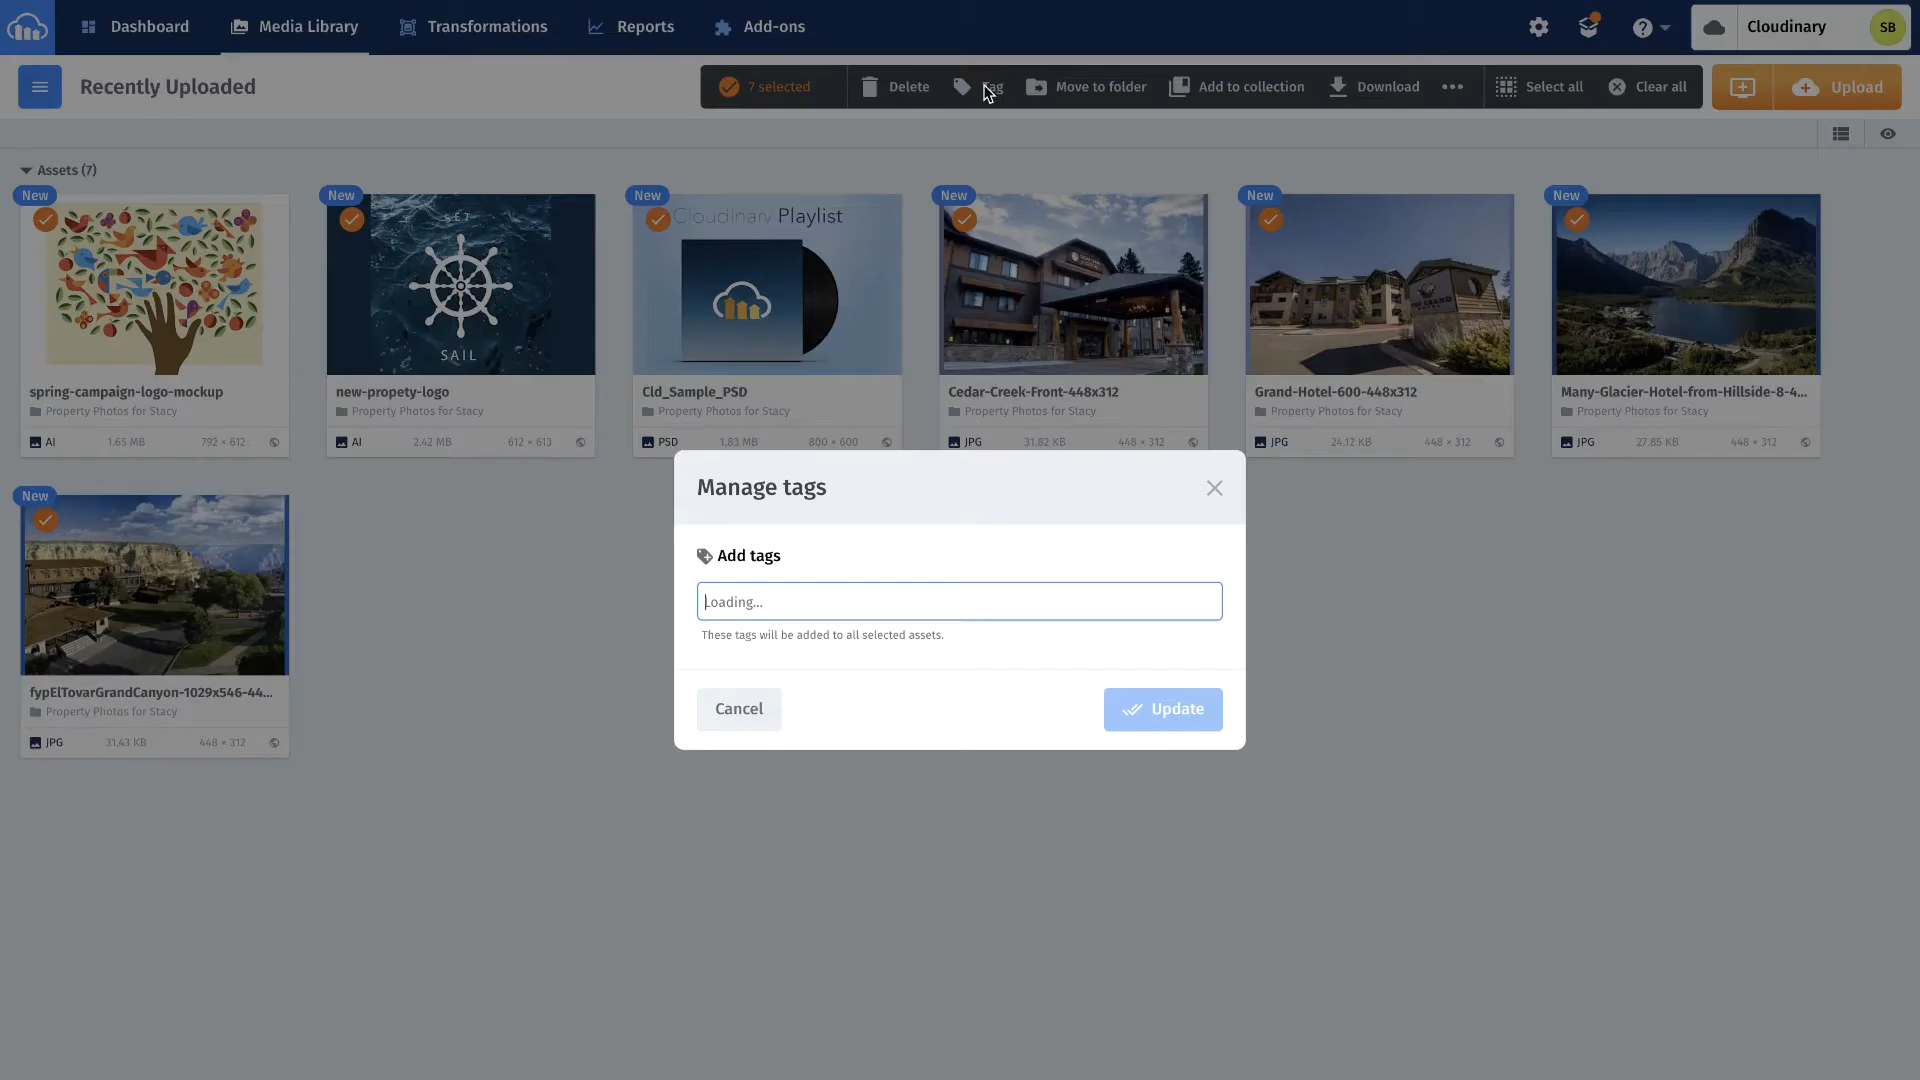 Dashboard
Media Library
Transformations
Reports
Add-ons
Cloudinary
SB
Recently Uploaded
7 selected
Delete
Move to folder
Add to collection
Download
Select all
Clear all
Upload
Assets (7)
New
New
New
New
New
New
SET
SAIL
Cloudinary Playlist
spring-campaign-logo-mockup
new-propety-logo
Cld_Sample_PSD
Cedar-Creek-Front-448x312
Grand-Hotel-600-448x312
Many-Glacier-Hotel-from-Hillside-8-4...
Property Photos for Stacy
Property Photos for Stacy
Property Photos for Stacy
Property Photos for Stacy
Property Photos for Stacy
Property Photos for Stacy
AI 1.65 MB 792 × 612
AI 2.42 MB 612 × 613
PSD 1.83 MB 800 × 600
JPG 31.82 KB 448 × 312
JPG 24.12 KB 448 × 312
JPG 27.85 KB 448 × 312
New
fypElTovarGrandCanyon-1029x546-44...
Property Photos for Stacy
JPG 31.43 KB 448 × 312
Manage tags
Add tags
Loading...
These tags will be added to all selected assets.
Cancel
Update